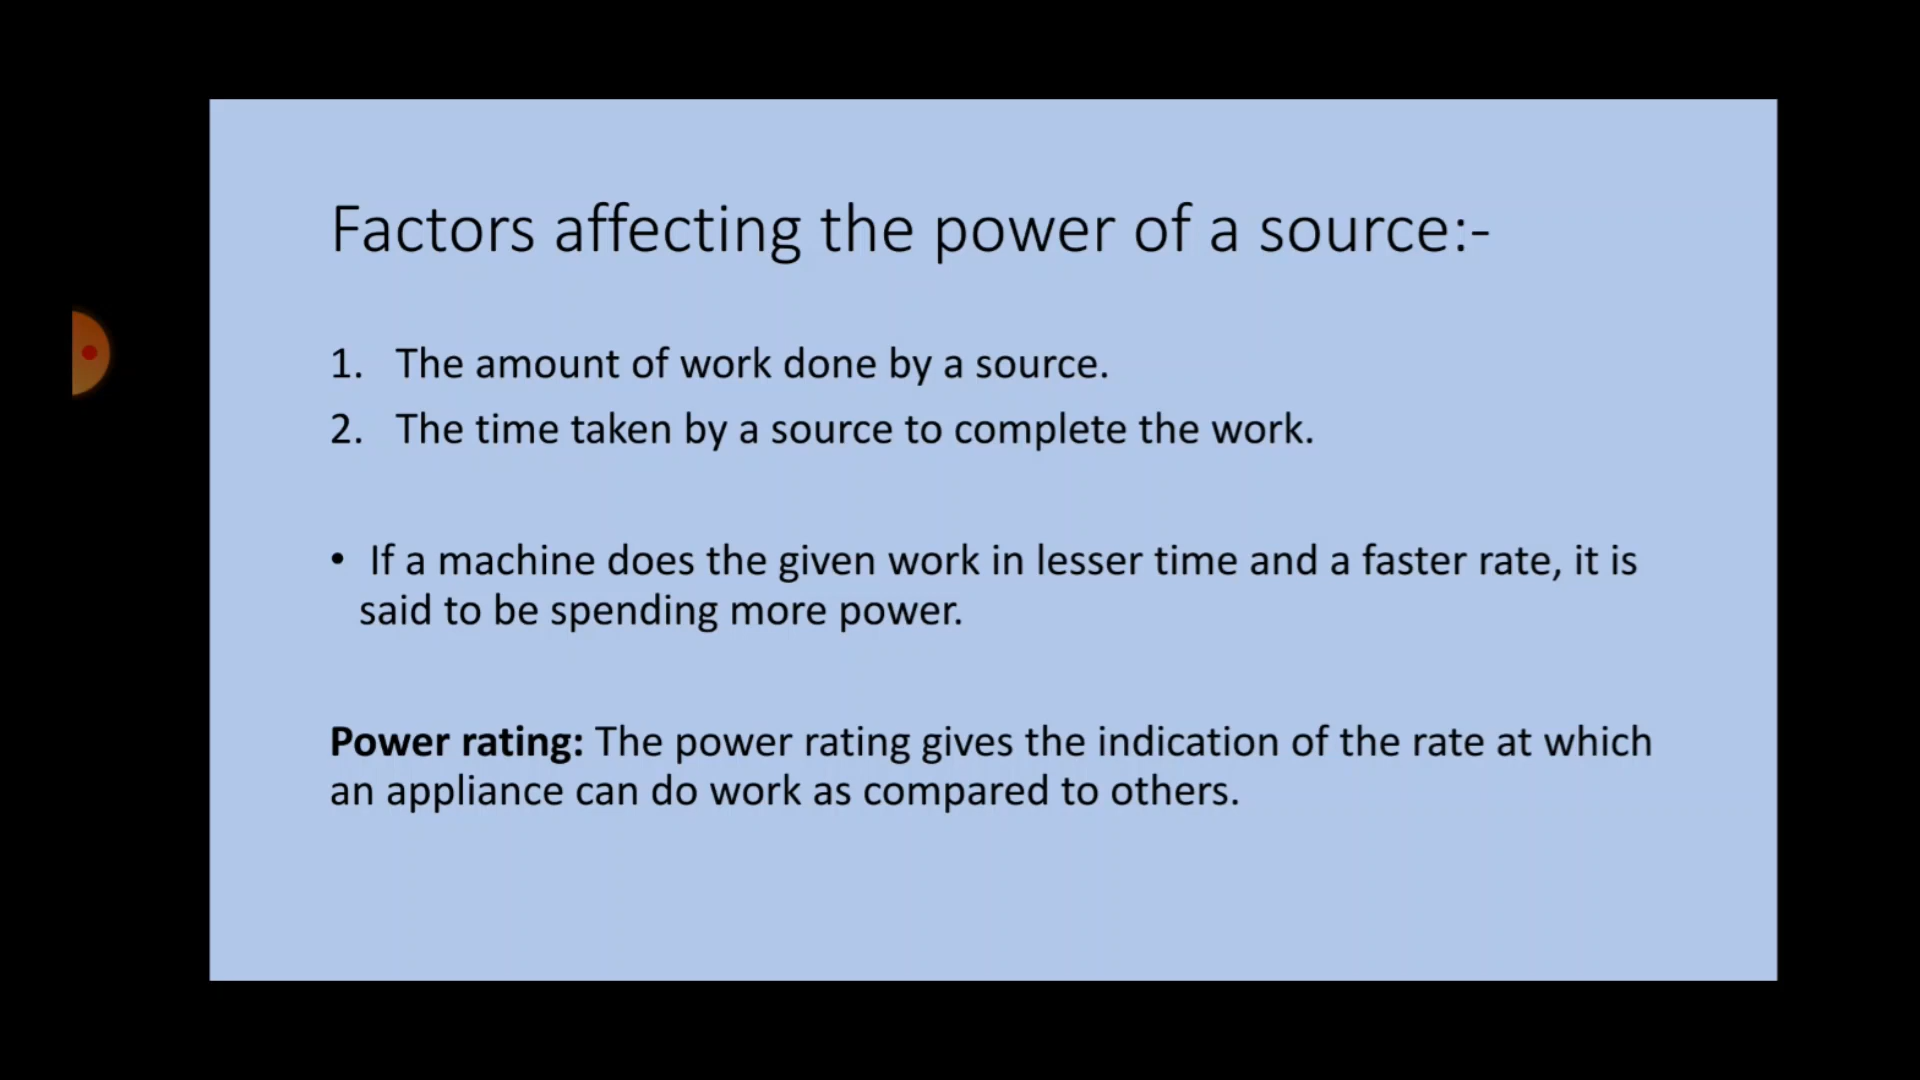 Factors affecting the power of a source:-
1. The amount of work done by a source.
2. The time taken by a source to complete the work.
• If a machine does the given work in lesser time and a faster rate, it is
said to be spending more power.
Power rating: The power rating gives the indication of the rate at which
an appliance can do work as compared to others.